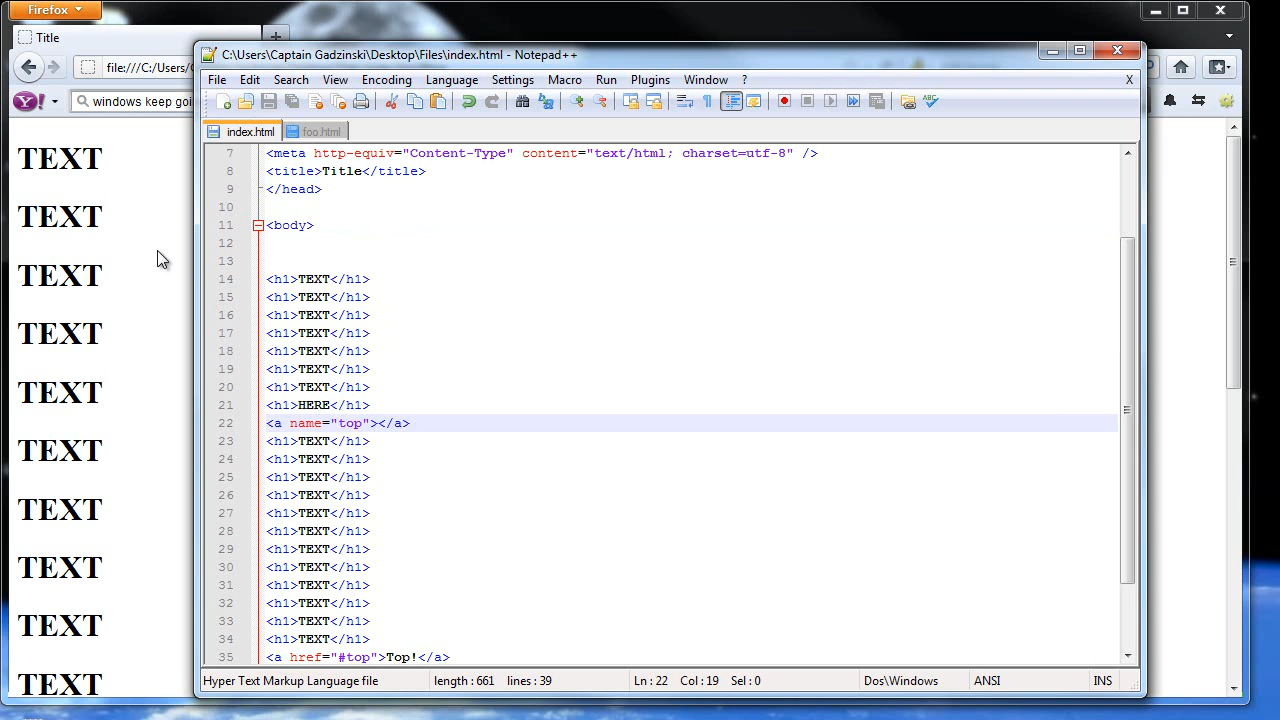 Firefox
Title
file:///C:/Users/
windows keep goi
TEXT
TEXT
TEXT
TEXT
TEXT
TEXT
TEXT
TEXT
TEXT
TEXT
C:\Users\Captain Gadzinski\Desktop\Files\index.html - Notepad++
File Edit Search View Encoding Language Settings Macro Run Plugins Window ? X
index.html foo.html
7 <meta http-equiv="Content-Type" content="text/html; charset=utf-8" />
8 <title>Title</title>
9 </head>
10
11 <body>
12
13
14 <h1>TEXT</h1>
15 <h1>TEXT</h1>
16 <h1>TEXT</h1>
17 <h1>TEXT</h1>
18 <h1>TEXT</h1>
19 <h1>TEXT</h1>
20 <h1>TEXT</h1>
21 <h1>HERE</h1>
22 <a name="top"></a>
23 <h1>TEXT</h1>
24 <h1>TEXT</h1>
25 <h1>TEXT</h1>
26 <h1>TEXT</h1>
27 <h1>TEXT</h1>
28 <h1>TEXT</h1>
29 <h1>TEXT</h1>
30 <h1>TEXT</h1>
31 <h1>TEXT</h1>
32 <h1>TEXT</h1>
33 <h1>TEXT</h1>
34 <h1>TEXT</h1>
35 <a href="#top">Top!</a>
Hyper Text Markup Language file length : 661 lines : 39 Ln : 22 Col : 19 Sel : 0 Dos\Windows ANSI INS